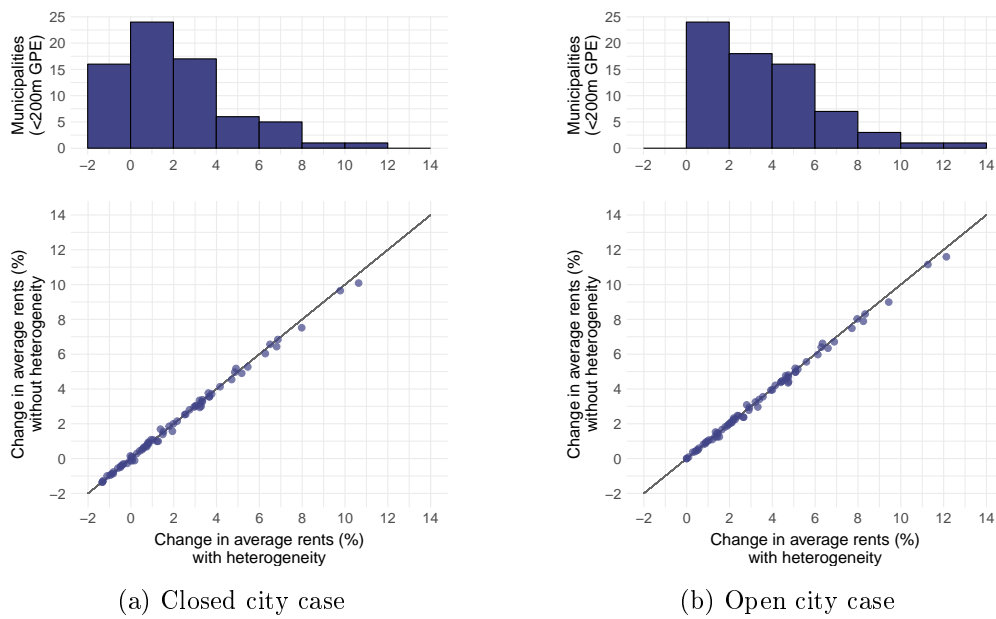 Municipalities
(<200m GPE)
25
20
15
10
5
0
−2 0 2 4 6 8 10 12 14
Change in average rents (%)
without heterogeneity
14
12
10
8
6
4
2
0
−2
−2 0 2 4 6 8 10 12 14
Change in average rents (%)
with heterogeneity
(a) Closed city case
Municipalities
(<200m GPE)
25
20
15
10
5
0
−2 0 2 4 6 8 10 12 14
Change in average rents (%)
without heterogeneity
14
12
10
8
6
4
2
0
−2
−2 0 2 4 6 8 10 12 14
Change in average rents (%)
with heterogeneity
(b) Open city case